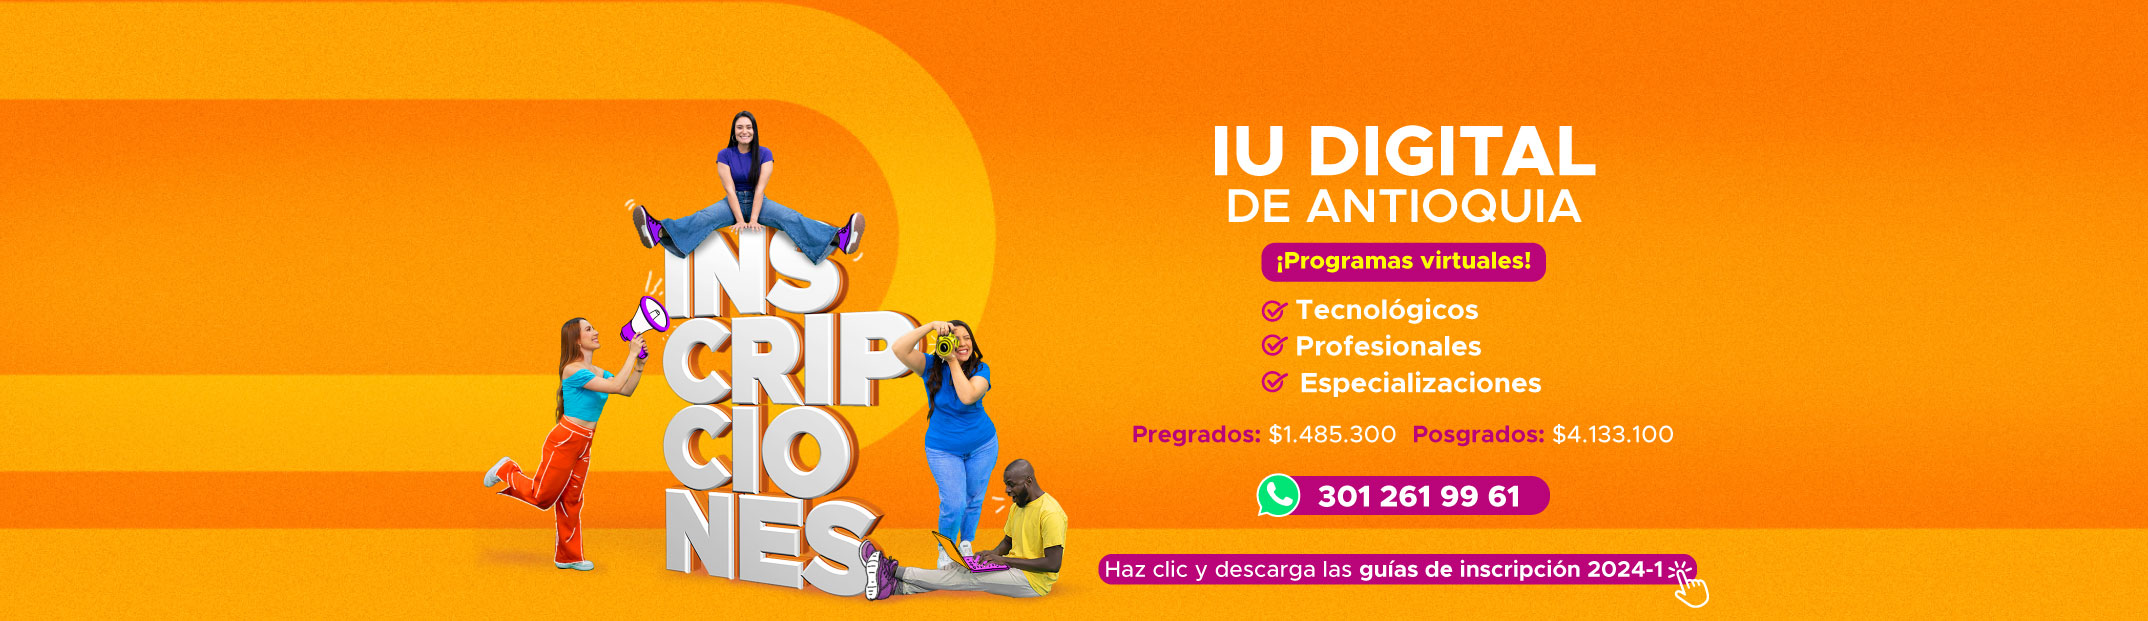 INS
CRIP
CIO
NES
IU DIGITAL
DE ANTIOQUIA
¡Programas virtuales!
Tecnológicos
Profesionales
Especializaciones
Pregrados: $1.485.300 Posgrados: $4.133.100
301 261 99 61
Haz clic y descarga las guías de inscripción 2024-1